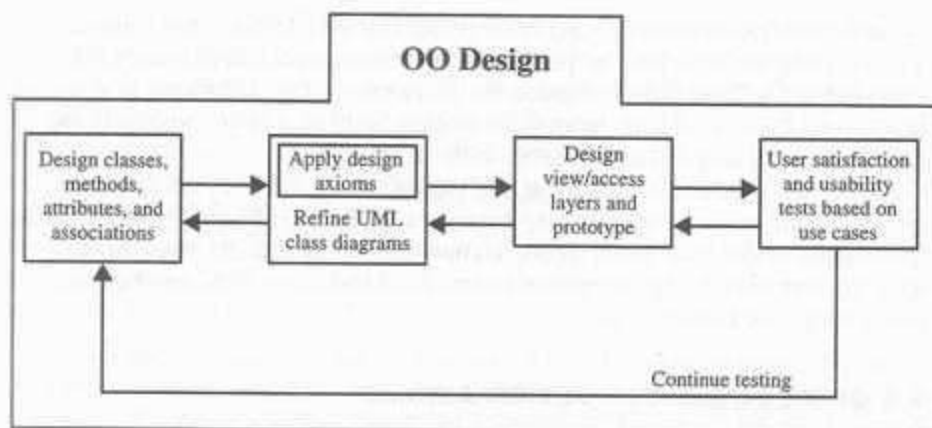 OO Design
Design classes,
methods,
attributes, and
associations
Apply design
axioms
Refine UML
class diagrams
Design
view/access
layers and
prototype
User satisfaction
and usability
tests based on
use cases
Continue testing